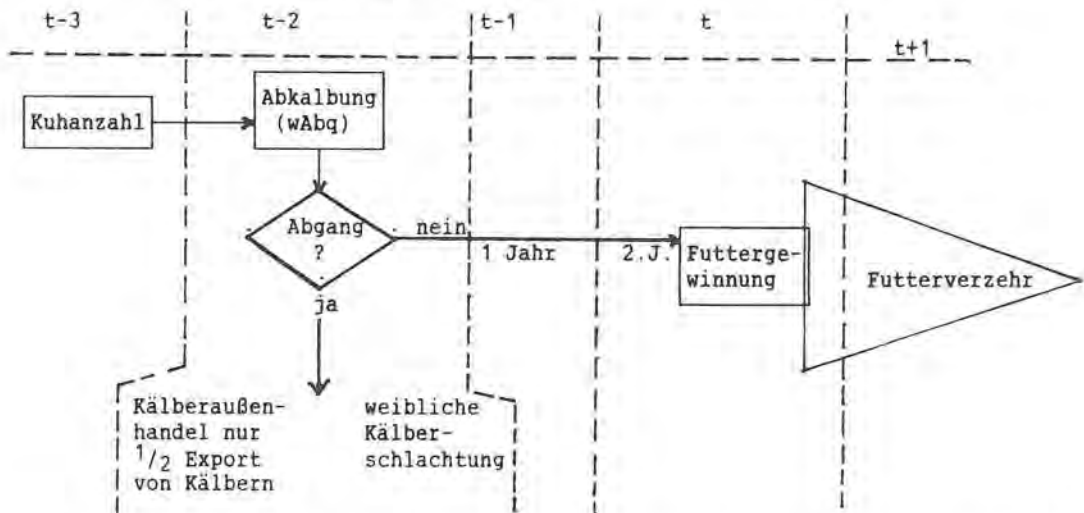 t-3
t-2
t-1
t
t+1
Kuhanzahl
Abkalbung
(wAbq)
Abgang
?
nein
ja
1 Jahr
2.J.
Futterge-
winnung
Futterverzehr
Kälberaußen-
handel nur
1/2 Export
von Kälbern
weibliche
Kälber-
schlachtung